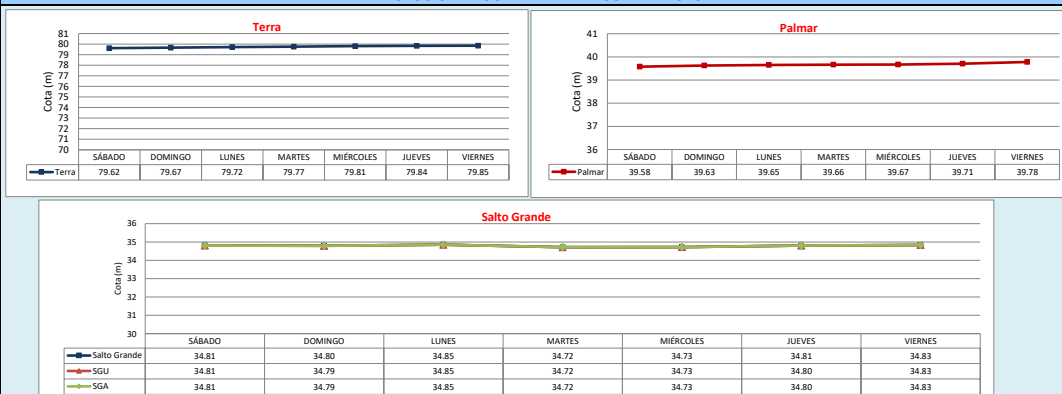 Terra
81
80
79
78
77
76
75
74
73
72
71
70
Cota (m)
SÁBADO DOMINGO LUNES MARTES MIÉRCOLES JUEVES VIERNES
Terra 79.62 79.67 79.72 79.77 79.81 79.84 79.85
Palmar
41
40
39
38
37
36
Cota (m)
SÁBADO DOMINGO LUNES MARTES MIÉRCOLES JUEVES VIERNES
Palmar 39.58 39.63 39.65 39.66 39.67 39.71 39.78
Salto Grande
36
35
34
33
32
31
30
Cota (m)
SÁBADO DOMINGO LUNES MARTES MIÉRCOLES JUEVES VIERNES
Salto Grande 34.81 34.80 34.85 34.72 34.73 34.81 34.83
SGU 34.81 34.79 34.85 34.72 34.73 34.80 34.83
SGA 34.81 34.79 34.85 34.72 34.73 34.80 34.83